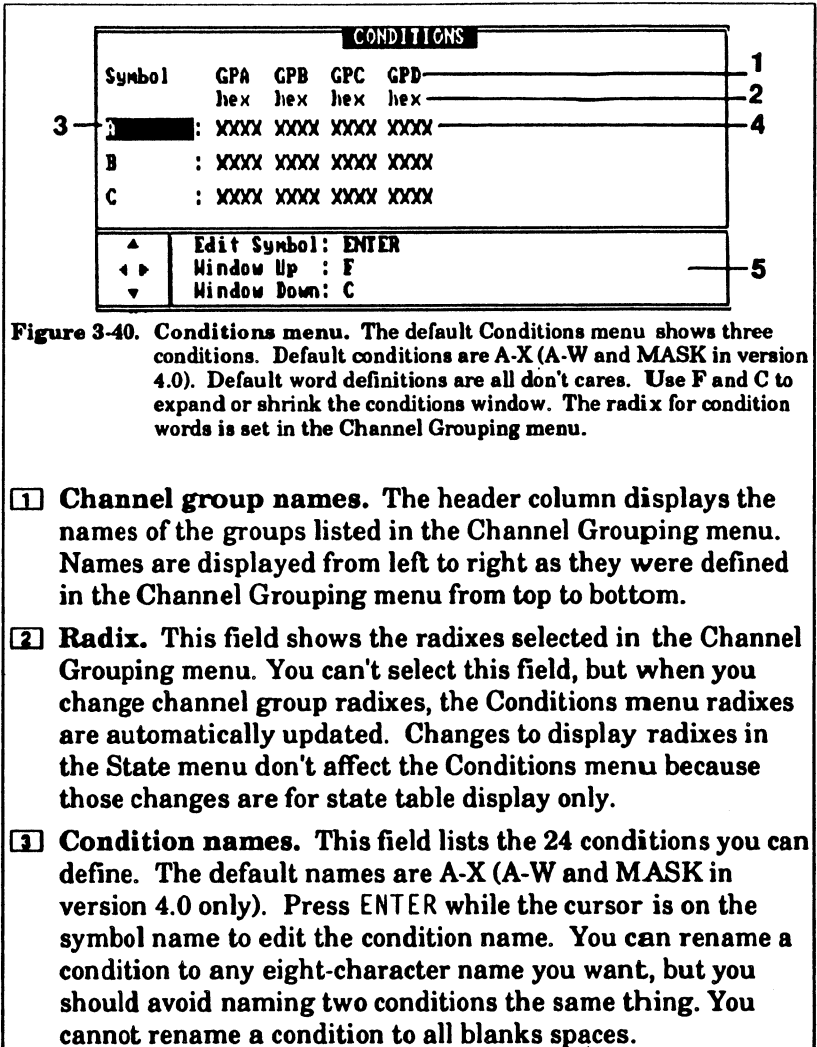 CONDITIONS
Symbol GPA GPB GPC GPD 1
hex hex hex hex 2
3 A : XXXX XXXX XXXX XXXX 4
B : XXXX XXXX XXXX XXXX
C : XXXX XXXX XXXX XXXX
Edit Symbol: ENTER
Window Up : F 5
Window Down: C
Figure 3-40. Conditions menu. The default Conditions menu shows three
conditions. Default conditions are A-X (A-W and MASK in version
4.0). Default word definitions are all don't cares. Use F and C to
expand or shrink the conditions window. The radix for condition
words is set in the Channel Grouping menu.
1 Channel group names. The header column displays the
names of the groups listed in the Channel Grouping menu.
Names are displayed from left to right as they were defined
in the Channel Grouping menu from top to bottom.
2 Radix. This field shows the radixes selected in the Channel
Grouping menu. You can't select this field, but when you
change channel group radixes, the Conditions menu radixes
are automatically updated. Changes to display radixes in
the State menu don't affect the Conditions menu because
those changes are for state table display only.
3 Condition names. This field lists the 24 conditions you can
define. The default names are A-X (A-W and MASK in
version 4.0 only). Press ENTER while the cursor is on the
symbol name to edit the condition name. You can rename a
condition to any eight-character name you want, but you
should avoid naming two conditions the same thing. You
cannot rename a condition to all blanks spaces.